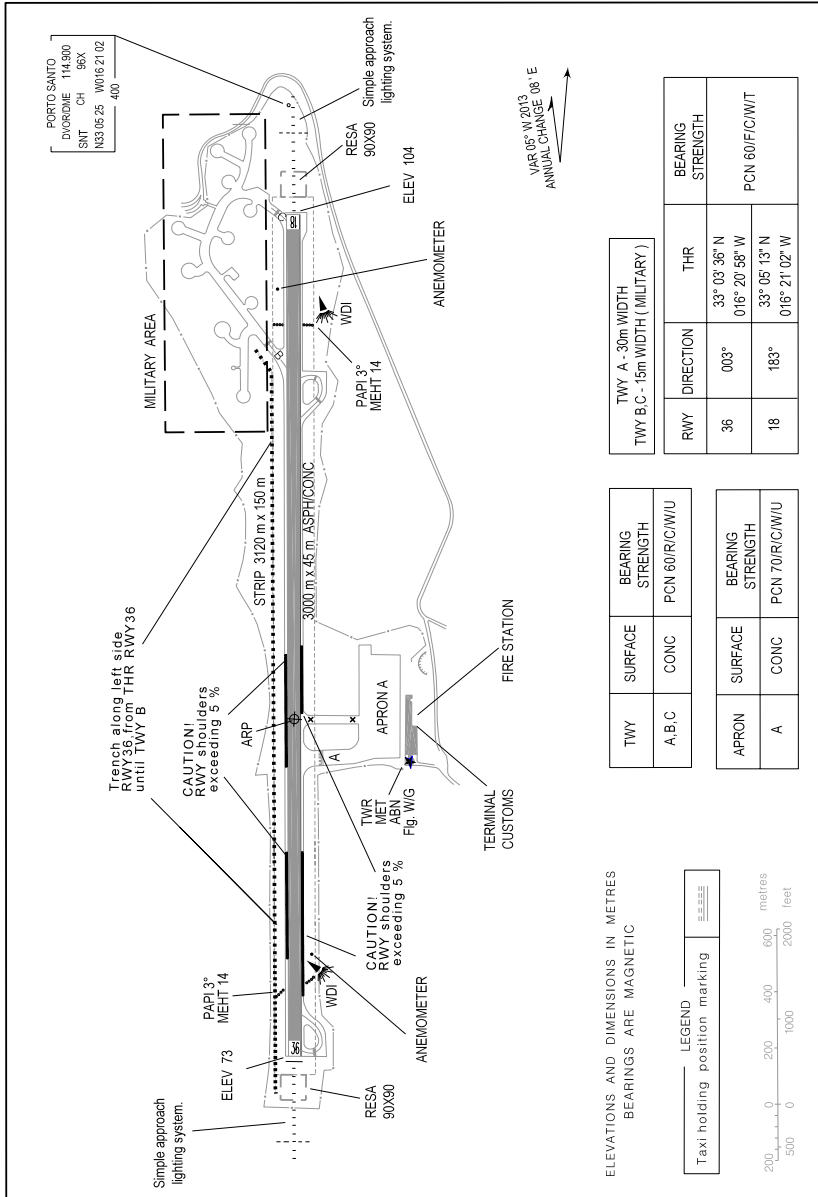 PORTO SANTO
DVOR/DME 114.900
SNT CH 96X
N33 05 25 W016 21 02
400
Simple approach
lighting system.
RESA
90X90
ELEV 104
MILITARY AREA
ANEMOMETER
WDI
PAPI 3°
MEHT 14
18
C
B
STRIP 3120 m x 150 m
3000 m x 45 m ASPH/CONC
Trench along left side
RWY36,from THR RWY36
until TWY B
CAUTION!
RWY shoulders
exceeding 5 %
ARP
A
APRON A
FIRE STATION
TWR
MET
ABN
Flg. W/G
TERMINAL
CUSTOMS
CAUTION!
RWY shoulders
exceeding 5 %
PAPI 3°
MEHT 14
WDI
ANEMOMETER
36
ELEV 73
RESA
90X90
Simple approach
lighting system.
VAR 05° W 2013
ANNUAL CHANGE 08 ' E
TWY A - 30m WIDTH
TWY B,C - 15m WIDTH ( MILITARY )
RWY DIRECTION THR BEARING STRENGTH
36 003° 33° 03' 36" N
016° 20' 58" W
PCN 60/F/C/W/T
18 183° 33° 05' 13" N
016° 21' 02" W
TWY SURFACE BEARING STRENGTH
A,B,C CONC PCN 60/R/C/W/U
APRON SURFACE BEARING STRENGTH
A CONC PCN 70/R/C/W/U
ELEVATIONS AND DIMENSIONS IN METRES
BEARINGS ARE MAGNETIC
LEGEND
Taxi holding position marking
200 0 200 400 600 metres
500 0 1000 2000 feet